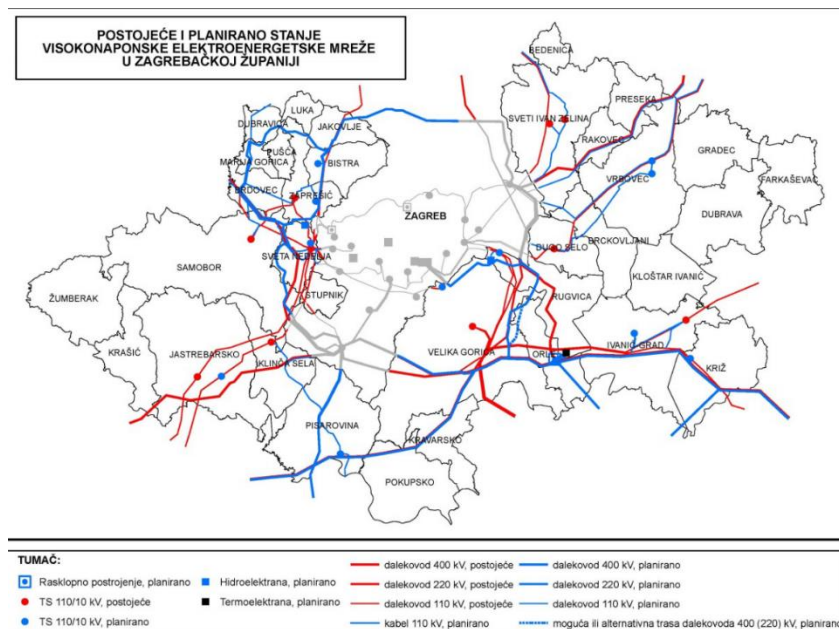 POSTOJEĆE I PLANIRANO STANJE
VISOKONAPONSKE ELEKTROENERGETSKE MREŽE
U ZAGREBAČKOJ ŽUPANIJI
BEDENICA
LUKA
DUBRAVICA
JAKOVLJE
SVETI IVAN ZELINA
PRESEKA
RAKOVEC
PUŠĆA
MARIJA GORICA
BISTRA
GRADEC
VRBOVEC
FARKAŠEVAC
BRDOVEC
ZAPREŠIĆ
ZAGREB
DUBRAVA
BRCKOVLJANI
DUGO SELO
SVETA NEDELJA
SAMOBOR
KLOŠTAR IVANIĆ
ŽUMBERAK
STUPNIK
RUGVICA
KRAŠIĆ
JASTREBARSKO
KLINČA SELA
VELIKA GORICA
ORLE
IVANIĆ GRAD
KRIŽ
PISAROVINA
KRAVARSKO
POKUPSKO
TUMAČ:
Rasklopno postrojenje, planirano
TS 110/10 kV, postojeće
TS 110/10 kV, planirano
Hidroelektrana, planirano
Termoelektrana, planirano
dalekovod 400 kV, postojeće
dalekovod 220 kV, postojeće
dalekovod 110 kV, postojeće
kabel 110 kV, planirano
dalekovod 400 kV, planirano
dalekovod 220 kV, planirano
dalekovod 110 kV, planirano
moguća ili alternativna trasa dalekovoda 400 (220) kV, planirano